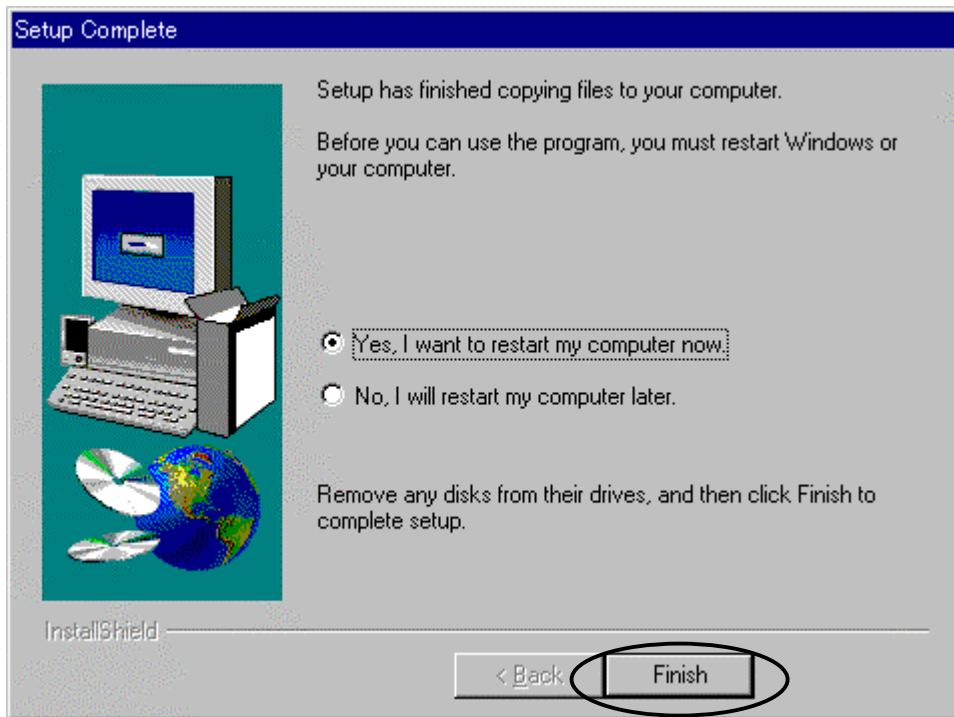 Setup Complete
Setup has finished copying files to your computer.
Before you can use the program, you must restart Windows or
your computer.
Yes, I want to restart my computer now.
No, I will restart my computer later.
Remove any disks from their drives, and then click Finish to
complete setup.
InstallShield
< Back
Finish